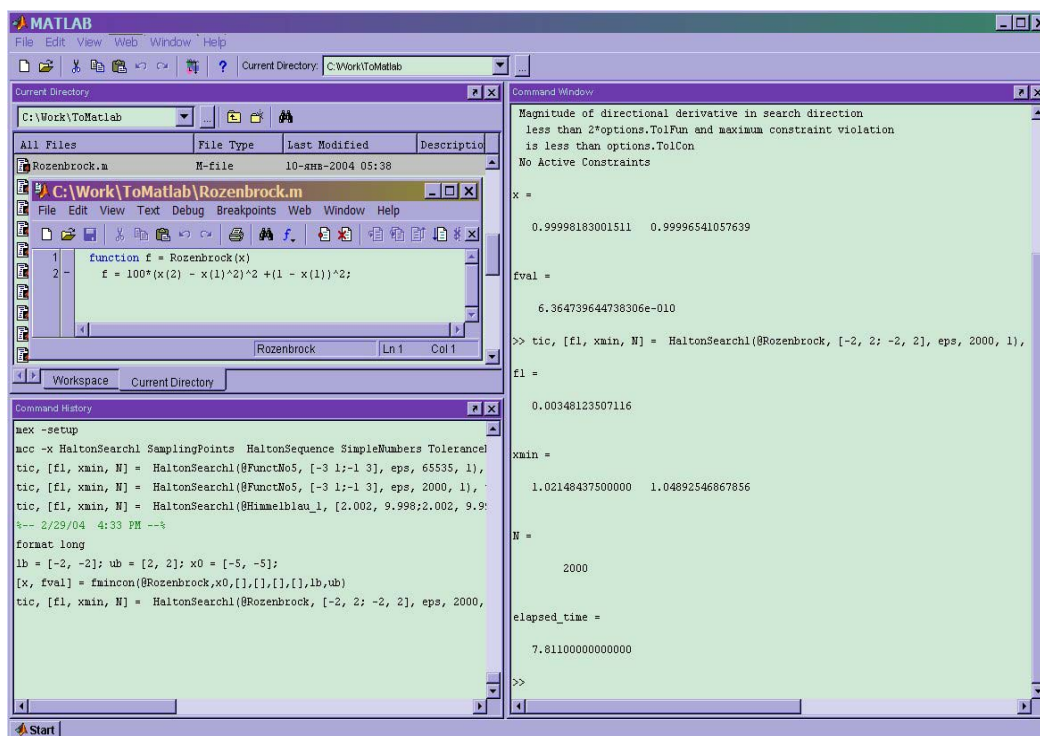 MATLAB
File Edit View Web Window Help
? Current Directory: C:\Work\ToMatlab ...
Current Directory
C:\Work\ToMatlab ...
All Files File Type Last Modified Descriptio
Rozenbrock.m M-file 10-янв-2004 05:38
C:\Work\ToMatlab\Rozenbrock.m
File Edit View Text Debug Breakpoints Web Window Help
1 function f = Rozenbrock(x)
2 - f = 100*(x(2) - x(1)^2)^2 +(1 - x(1))^2;
Rozenbrock Ln 1 Col 1
Workspace Current Directory
Command History
mex -setup
mcc -x HaltonSearchl SamplingPoints HaltonSequence SimpleNumbers Tolerance
tic, [fl, xmin, N] = HaltonSearchl(@FunctNo5, [-3 1;-1 3], eps, 65535, 1),
tic, [fl, xmin, N] = HaltonSearchl(@FunctNo5, [-3 1;-1 3], eps, 2000, 1),
tic, [fl, xmin, N] = HaltonSearchl(@Himmelblau_1, [2.002, 9.998;2.002, 9.9
%-- 2/29/04 4:33 PM --%
format long
lb = [-2, -2]; ub = [2, 2]; x0 = [-5, -5];
[x, fval] = fmincon(@Rozenbrock,x0,[],[],[],[],lb,ub)
tic, [fl, xmin, N] = HaltonSearchl(@Rozenbrock, [-2, 2; -2, 2], eps, 2000,
Command Window
Magnitude of directional derivative in search direction
less than 2*options.TolFun and maximum constraint violation
is less than options.TolCon
No Active Constraints
x =
0.99998183001511 0.99996541057639
fval =
6.364739644738306e-010
>> tic, [fl, xmin, N] = HaltonSearchl(@Rozenbrock, [-2, 2; -2, 2], eps, 2000, 1),
fl =
0.00348123507116
xmin =
1.02148437500000 1.04892546867856
N =
2000
elapsed_time =
7.81100000000000
>>
Start